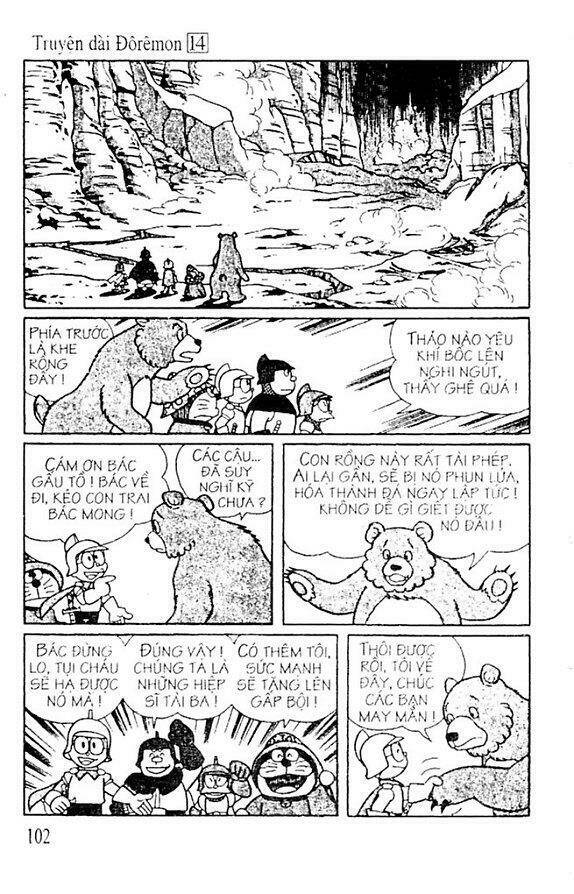 Truyện dài Đôrêmon 14
PHÍA TRƯỚC
LÀ KHE
RỒNG
ĐẤY !
THẢO NÀO YÊU
KHÍ BỐC LÊN
NGHI NGÚT,
THẤY GHÊ QUÁ !
CÁM ƠN BÁC
GẤU TỐ ! BÁC VỀ
ĐI, KẺO CON TRAI
BÁC MONG !
CÁC CẬU...
ĐÃ SUY
NGHĨ KỸ
CHƯA ?
CON RỒNG NÀY RẤT TÀI PHÉP.
AI LẠI GẦN, SẼ BỊ NÓ PHUN LỬA,
HÓA THÀNH ĐÁ NGAY LẬP TỨC !
KHÔNG DỄ GÌ GIẾT ĐƯỢC
NÓ ĐÂU !
BÁC ĐỪNG
LO, TỤI CHÁU
SẼ HẠ ĐƯỢC
NÓ MÀ !
ĐÚNG VẬY !
CHÚNG TA LÀ
NHỮNG HIỆP
SĨ TÀI BA !
CÓ THÊM TÔI,
SỨC MẠNH
SẼ TĂNG LÊN
GẤP BỘI !
THÔI ĐƯỢC
RỒI, TÔI VỀ
ĐÂY, CHÚC
CÁC BẠN
MAY MẮN !
102